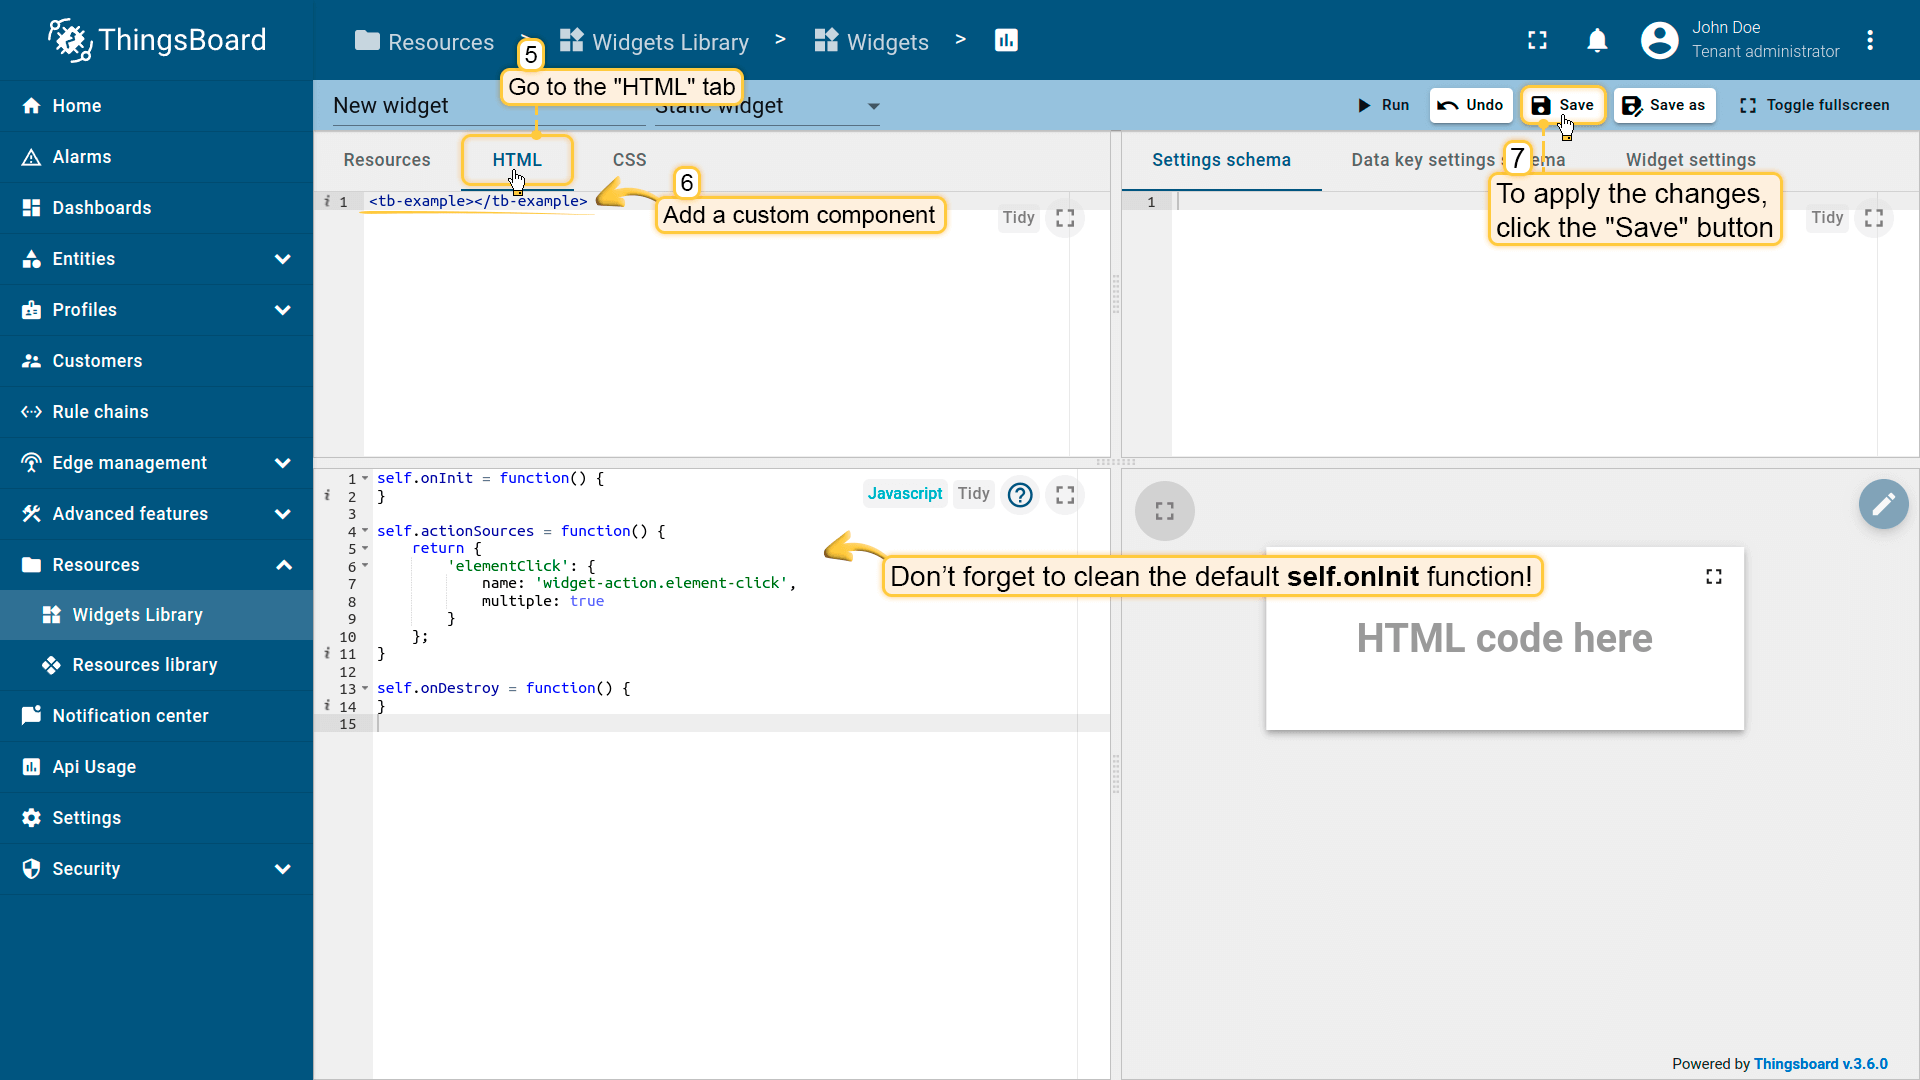 ThingsBoard
Resources > Widgets Library > Widgets >
John Doe
Tenant administrator
5
Go to the "HTML" tab
New widget
Static widget
Run
Undo
Save
Save as
Toggle fullscreen
Home
Alarms
Dashboards
Entities
Profiles
Customers
Rule chains
Edge management
Advanced features
Resources
Widgets Library
Resources library
Notification center
Api Usage
Settings
Security
Resources
HTML
CSS
i 1 <tb-example></tb-example>
6
Add a custom component
Tidy
Settings schema
Data key settings
Widget settings
7
To apply the changes,
click the "Save" button
1
Tidy
1 self.onInit = function() {
i 2 }
3
4 self.actionSources = function() {
5 return {
6 'elementClick': {
7 name: 'widget-action.element-click',
8 multiple: true
9 }
10 };
i 11 }
12
13 self.onDestroy = function() {
i 14 }
15
Javascript
Tidy
?
Don’t forget to clean the default self.onInit function!
HTML code here
Powered by Thingsboard v.3.6.0